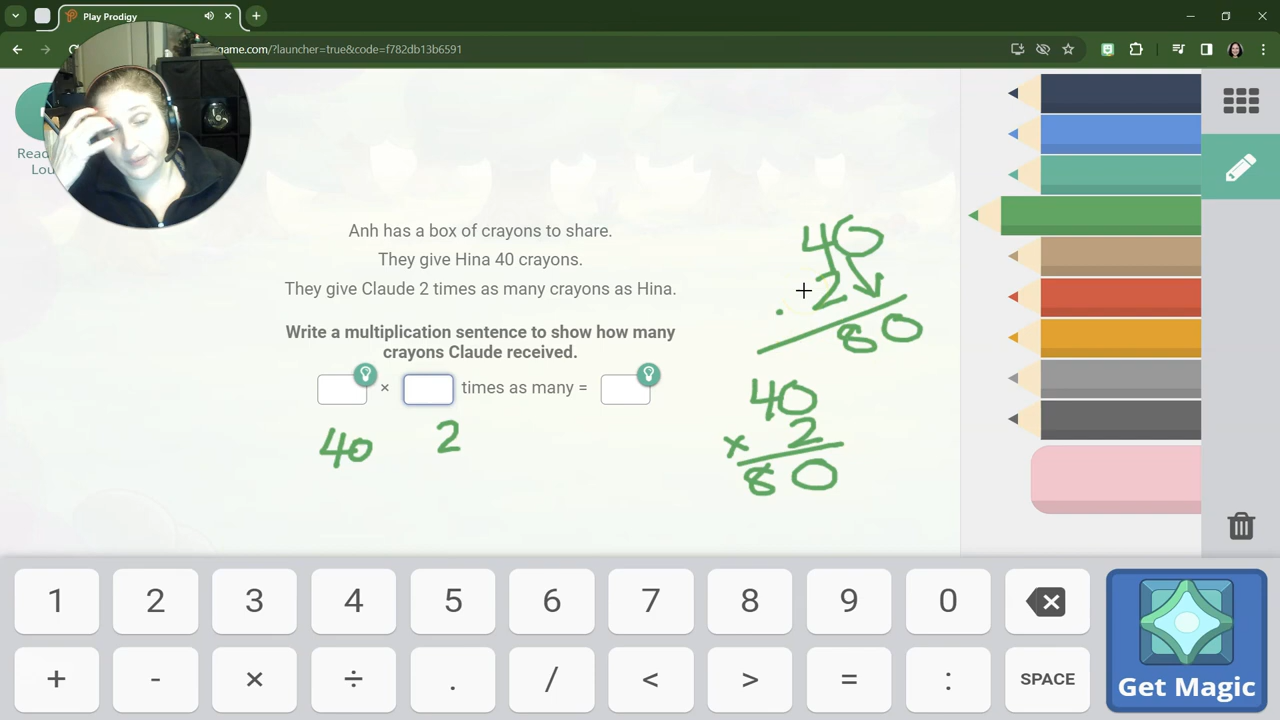 Play Prodigy
game.com/?launcher=true&code=f782db13b6591
Read
Lou
Anh has a box of crayons to share.
They give Hina 40 crayons.
They give Claude 2 times as many crayons as Hina.
Write a multiplication sentence to show how many
crayons Claude received.
× times as many =
40 2
40
2
80
40
× 2
80
1 2 3 4 5 6 7 8 9 0
+ - × ÷ . / < > = : SPACE
Get Magic